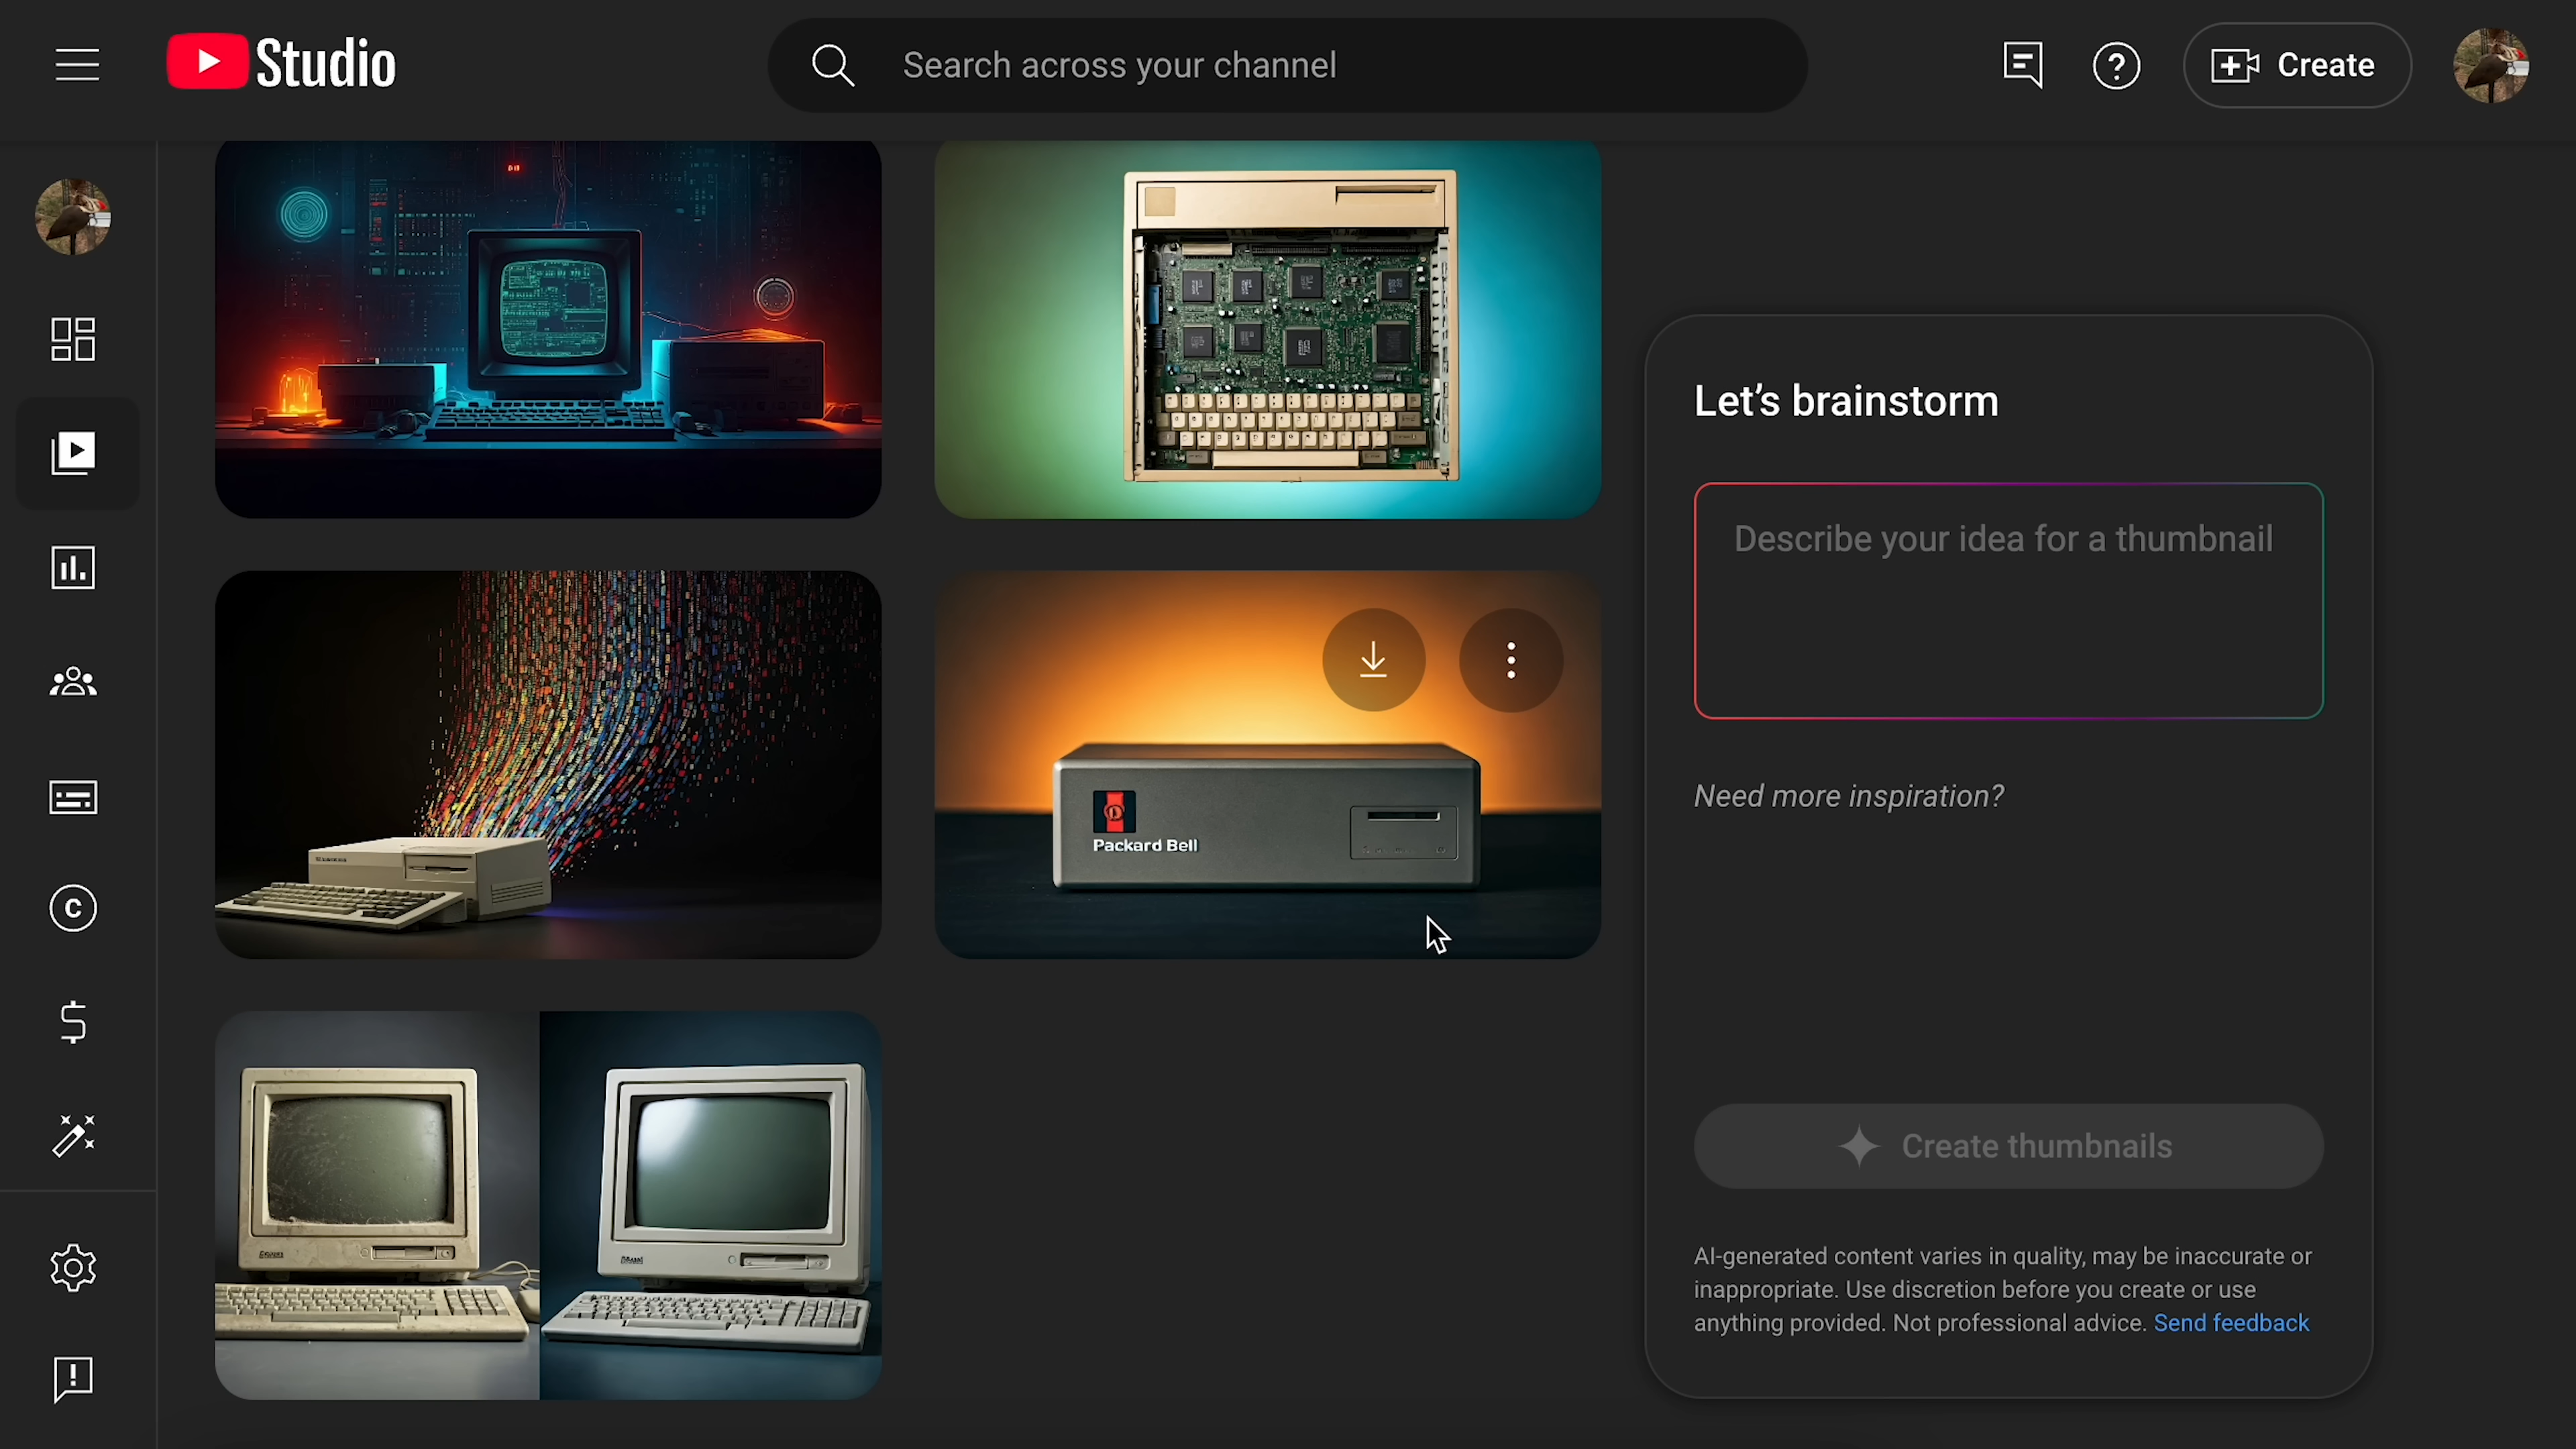 Studio
Search across your channel
Create
Let's brainstorm
Describe your idea for a thumbnail
Need more inspiration?
Packard Bell
Create thumbnails
AI-generated content varies in quality, may be inaccurate or
inappropriate. Use discretion before you create or use
anything provided. Not professional advice. Send feedback